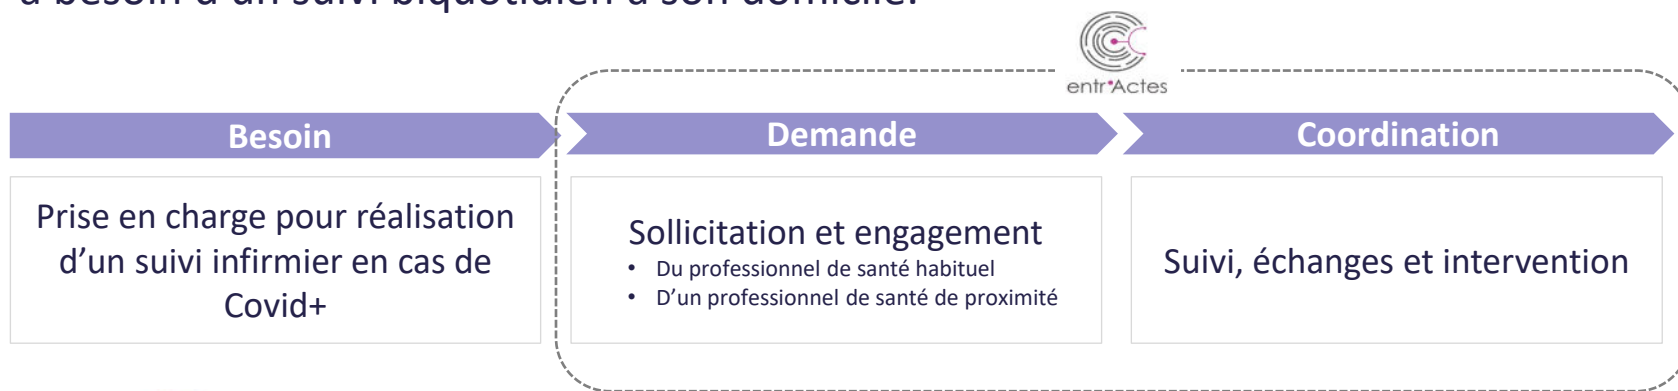 a besoin d'un suivi biquotidien à son domicile.
entr'Actes
Besoin
Demande
Coordination
Prise en charge pour réalisation
d'un suivi infirmier en cas de
Covid+
Sollicitation et engagement
• Du professionnel de santé habituel
• D'un professionnel de santé de proximité
Suivi, échanges et intervention